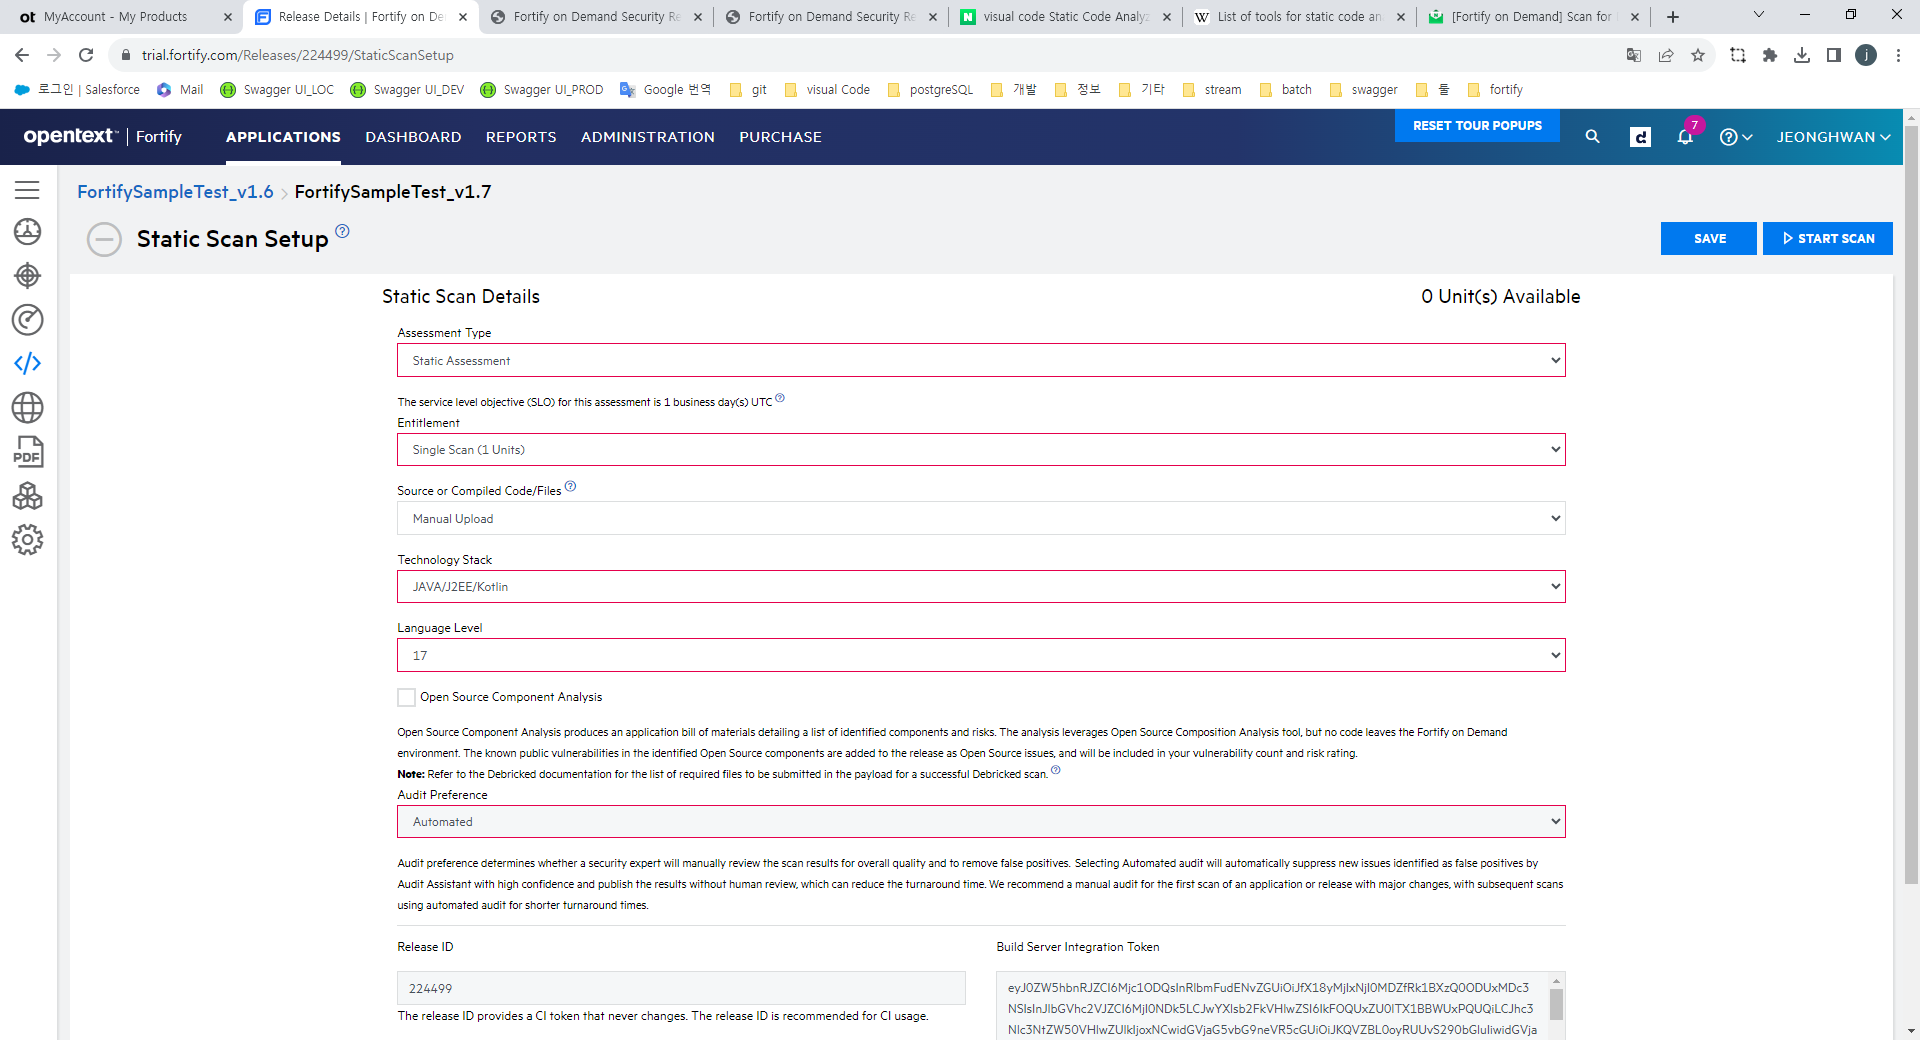 ot MyAccount - My Products
Release Details | Fortify on De
Fortify on Demand Security Re
Fortify on Demand Security Re
N visual code Static Code Analyz
W List of tools for static code an
[Fortify on Demand] Scan for
trial.fortify.com/Releases/224499/StaticScanSetup
j
로그인 | Salesforce
Mail
Swagger UI_LOC
Swagger UI_DEV
Swagger UI_PROD
Google 번역
git
visual Code
postgreSQL
개발
정보
기타
stream
batch
swagger
툴
fortify
opentext™ | Fortify
APPLICATIONS
DASHBOARD
REPORTS
ADMINISTRATION
PURCHASE
RESET TOUR POPUPS
d
7
JEONGHWAN
FortifySampleTest_v1.6 > FortifySampleTest_v1.7
Static Scan Setup
SAVE
START SCAN
PDF
Static Scan Details
0 Unit(s) Available
Assessment Type
Static Assessment
The service level objective (SLO) for this assessment is 1 business day(s) UTC
Entitlement
Single Scan (1 Units)
Source or Compiled Code/Files
Manual Upload
Technology Stack
JAVA/J2EE/Kotlin
Language Level
17
Open Source Component Analysis
Open Source Component Analysis produces an application bill of materials detailing a list of identified components and risks. The analysis leverages Open Source Composition Analysis tool, but no code leaves the Fortify on Demand
environment. The known public vulnerabilities in the identified Open Source components are added to the release as Open Source issues, and will be included in your vulnerability count and risk rating.
Note: Refer to the Debricked documentation for the list of required files to be submitted in the payload for a successful Debricked scan.
Audit Preference
Automated
Audit preference determines whether a security expert will manually review the scan results for overall quality and to remove false positives. Selecting Automated audit will automatically suppress new issues identified as false positives by
Audit Assistant with high confidence and publish the results without human review, which can reduce the turnaround time. We recommend a manual audit for the first scan of an application or release with major changes, with subsequent scans
using automated audit for shorter turnaround times.
Release ID
224499
The release ID provides a CI token that never changes. The release ID is recommended for CI usage.
Build Server Integration Token